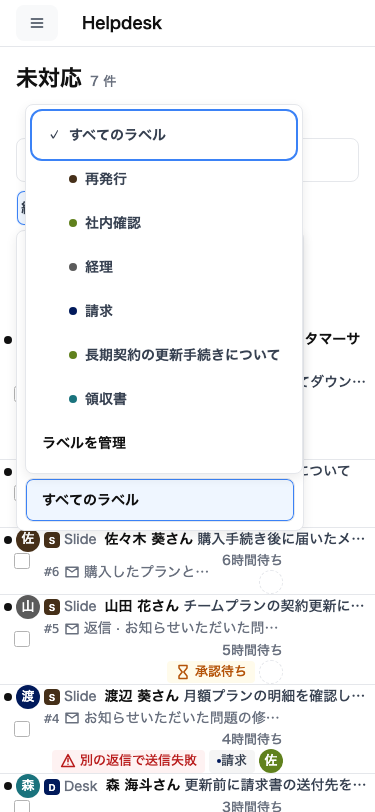 Helpdesk
未対応 7 件
✓ すべてのラベル
再発行
社内確認
経理
請求
長期契約の更新手続きについて
領収書
ラベルを管理
すべてのラベル
タマーサ
てダウン…
について
佐 S Slide 佐々木 葵さん 購入手続き後に届いたメ…
6時間待ち
#6 購入したプランと…
山 S Slide 山田 花さん チームプランの契約更新に…
#5 返信 · お知らせいただいた問…
5時間待ち
承認待ち
渡 S Slide 渡辺 葵さん 月額プランの明細を確認し…
#4 お知らせいただいた問題の修…
4時間待ち
別の返信で送信失敗 •請求 佐
森 D Desk 森 海斗さん 更新前に請求書の送付先を…
3時間待ち